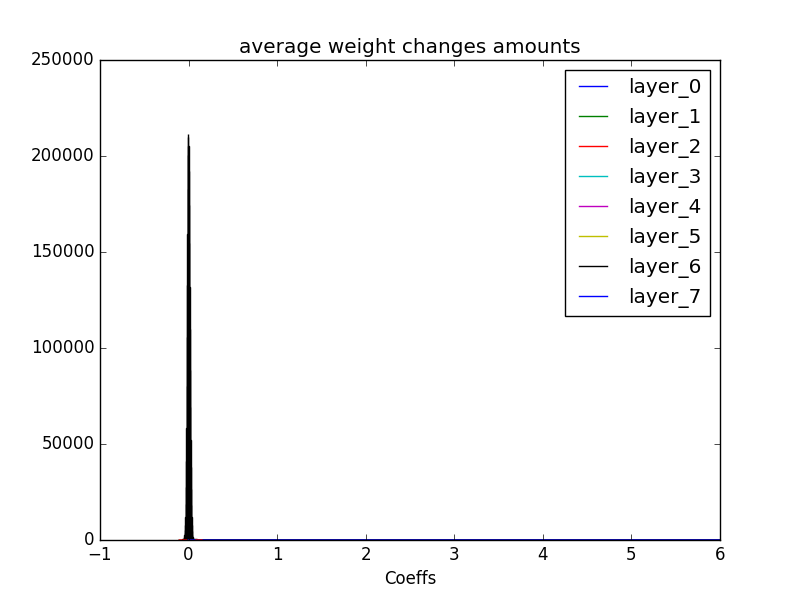 average weight changes amounts
250000
200000
150000
100000
50000
0
−1
0
1
2
3
4
5
6
Coeffs
layer_0
layer_1
layer_2
layer_3
layer_4
layer_5
layer_6
layer_7